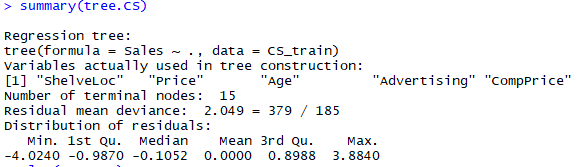 > summary(tree.CS)
Regression tree:
tree(formula = Sales ~ ., data = CS_train)
Variables actually used in tree construction:
[1] "ShelveLoc"   "Price"       "Age"         "Advertising" "CompPrice"
Number of terminal nodes:  15
Residual mean deviance:  2.049 = 379 / 185
Distribution of residuals:
   Min. 1st Qu.  Median    Mean 3rd Qu.    Max.
-4.0240 -0.9870 -0.1052  0.0000  0.8988  3.8840